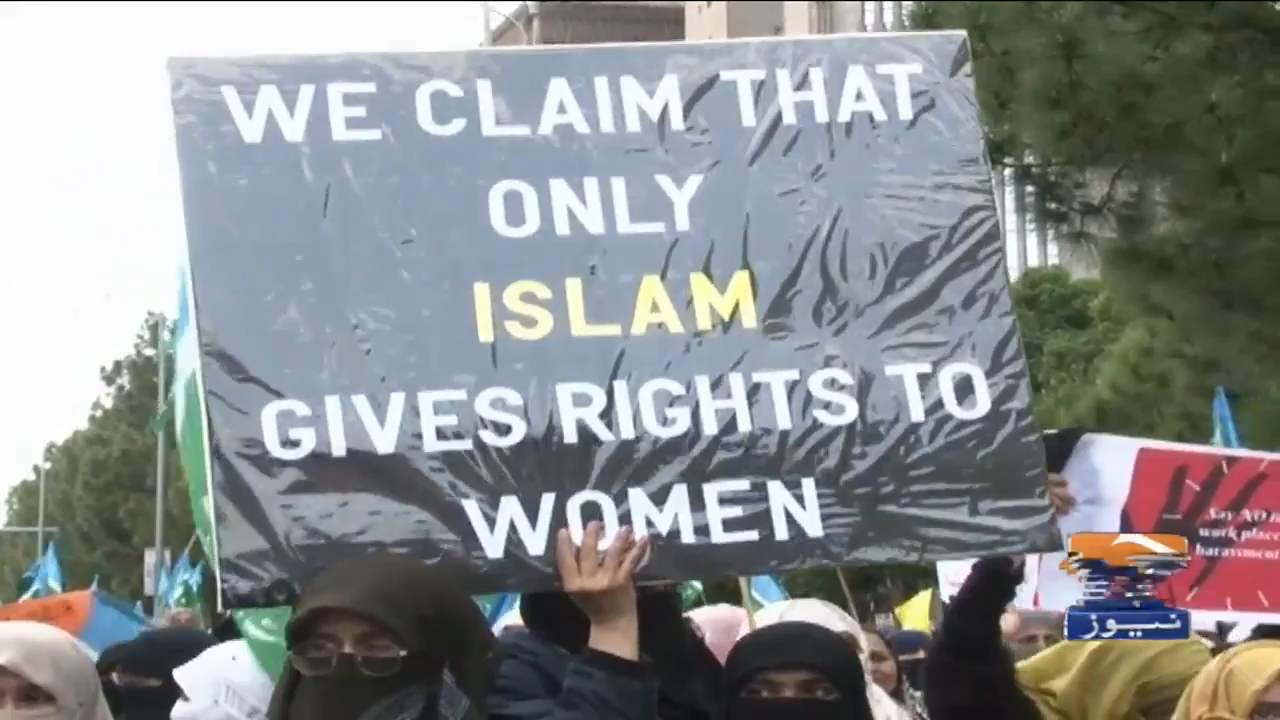 WE CLAIM THAT
ONLY
ISLAM
GIVES RIGHTS TO
WOMEN
Say NO
work place
harassment
نیوز